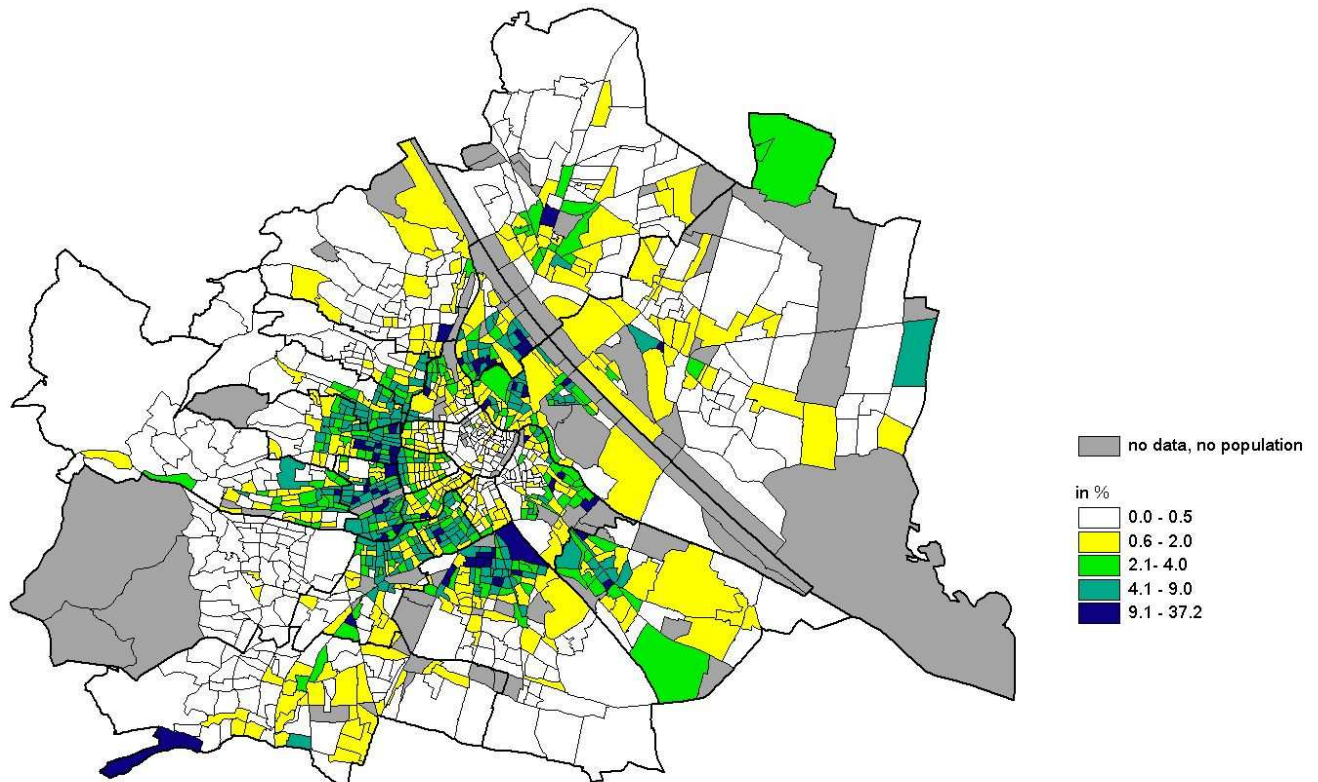 no data, no population
in %
0.0 - 0.5
0.6 - 2.0
2.1- 4.0
4.1 - 9.0
9.1 - 37.2